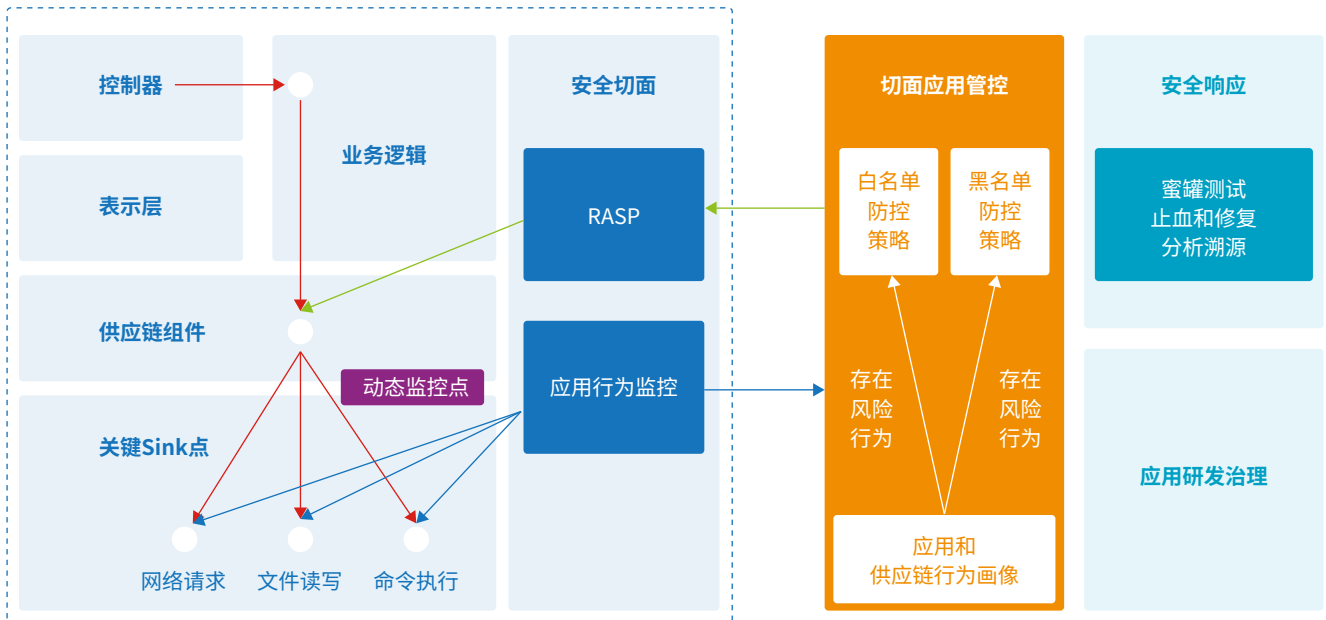 控制器
表示层
业务逻辑
供应链组件
动态监控点
关键Sink点
网络请求
文件读写
命令执行
安全切面
RASP
应用行为监控
切面应用管控
白名单
防控
策略
黑名单
防控
策略
存在
风险
行为
存在
风险
行为
应用和
供应链行为画像
安全响应
蜜罐测试
止血和修复
分析溯源
应用研发治理